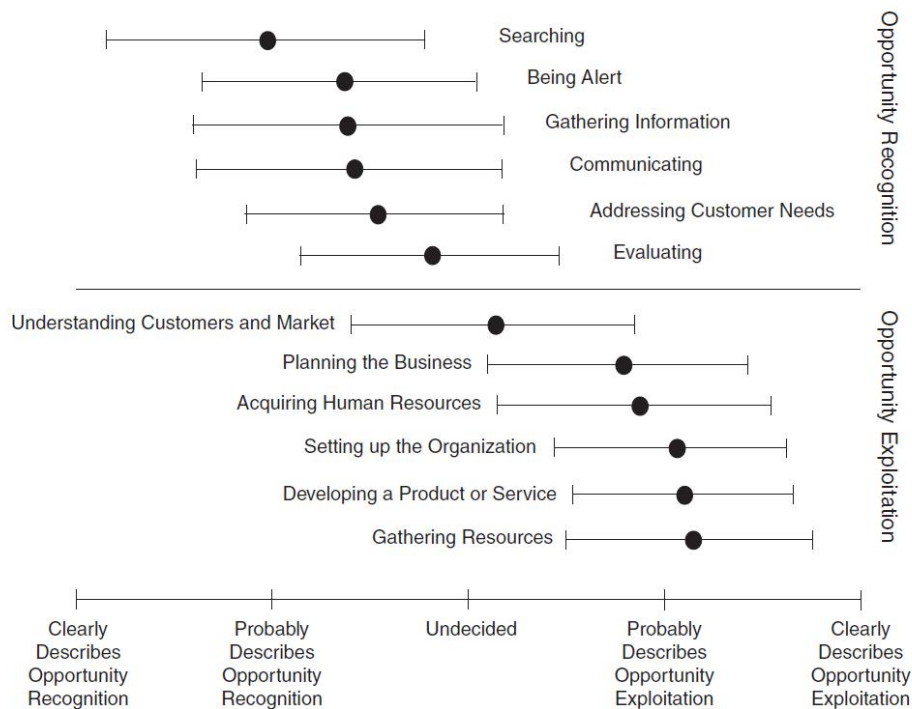 Searching
Being Alert
Gathering Information
Communicating
Addressing Customer Needs
Evaluating
Opportunity Recognition
Understanding Customers and Market
Planning the Business
Acquiring Human Resources
Setting up the Organization
Developing a Product or Service
Gathering Resources
Opportunity Exploitation
Clearly
Describes
Opportunity
Recognition
Probably
Describes
Opportunity
Recognition
Undecided
Probably
Describes
Opportunity
Exploitation
Clearly
Describes
Opportunity
Exploitation